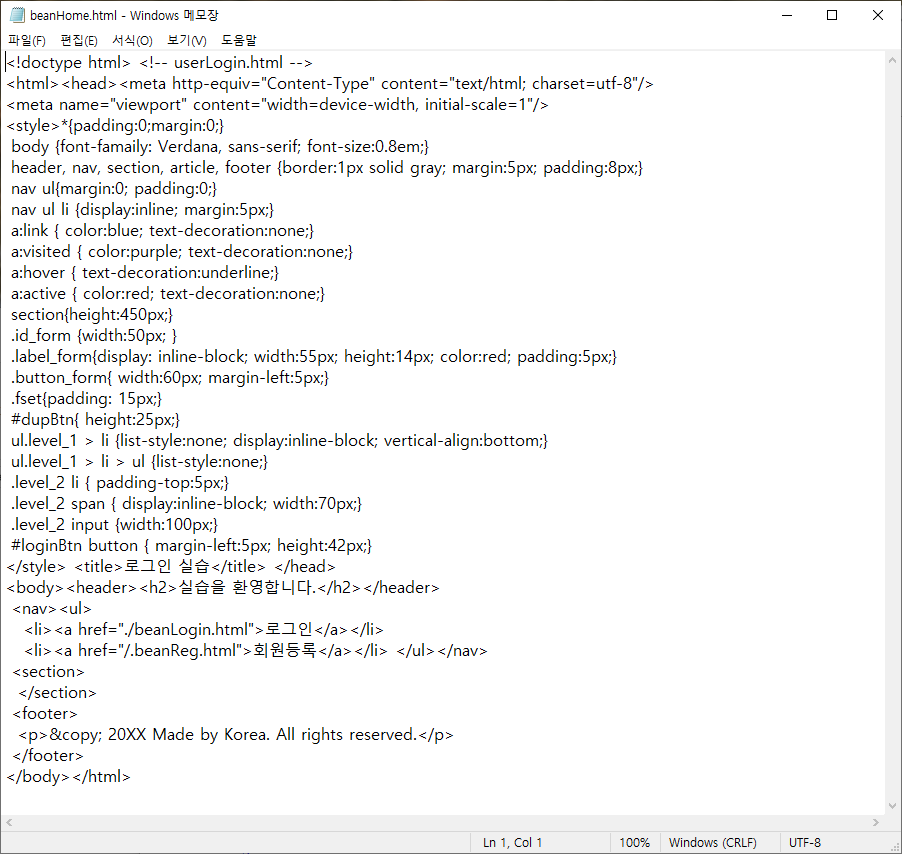 beanHome.html - Windows 메모장
파일(F) 편집(E) 서식(O) 보기(V) 도움말
<!doctype html> <!-- userLogin.html -->
<html><head><meta http-equiv="Content-Type" content="text/html; charset=utf-8"/>
<meta name="viewport" content="width=device-width, initial-scale=1"/>
<style>*{padding:0;margin:0;}
body {font-famaily: Verdana, sans-serif; font-size:0.8em;}
header, nav, section, article, footer {border:1px solid gray; margin:5px; padding:8px;}
nav ul{margin:0; padding:0;}
nav ul li {display:inline; margin:5px;}
a:link { color:blue; text-decoration:none;}
a:visited { color:purple; text-decoration:none;}
a:hover { text-decoration:underline;}
a:active { color:red; text-decoration:none;}
section{height:450px;}
.id_form {width:50px; }
.label_form{display: inline-block; width:55px; height:14px; color:red; padding:5px;}
.button_form{ width:60px; margin-left:5px;}
.fset{padding: 15px;}
#dupBtn{ height:25px;}
ul.level_1 > li {list-style:none; display:inline-block; vertical-align:bottom;}
ul.level_1 > li > ul {list-style:none;}
.level_2 li { padding-top:5px;}
.level_2 span { display:inline-block; width:70px;}
.level_2 input {width:100px;}
#loginBtn button { margin-left:5px; height:42px;}
</style> <title>로그인 실습</title> </head>
<body><header><h2>실습을 환영합니다.</h2></header>
<nav><ul>
<li><a href="./beanLogin.html">로그인</a></li>
<li><a href="/.beanReg.html">회원등록</a></li> </ul></nav>
<section>
</section>
<footer>
<p>&copy; 20XX Made by Korea. All rights reserved.</p>
</footer>
</body></html>
Ln 1, Col 1 100% Windows (CRLF) UTF-8